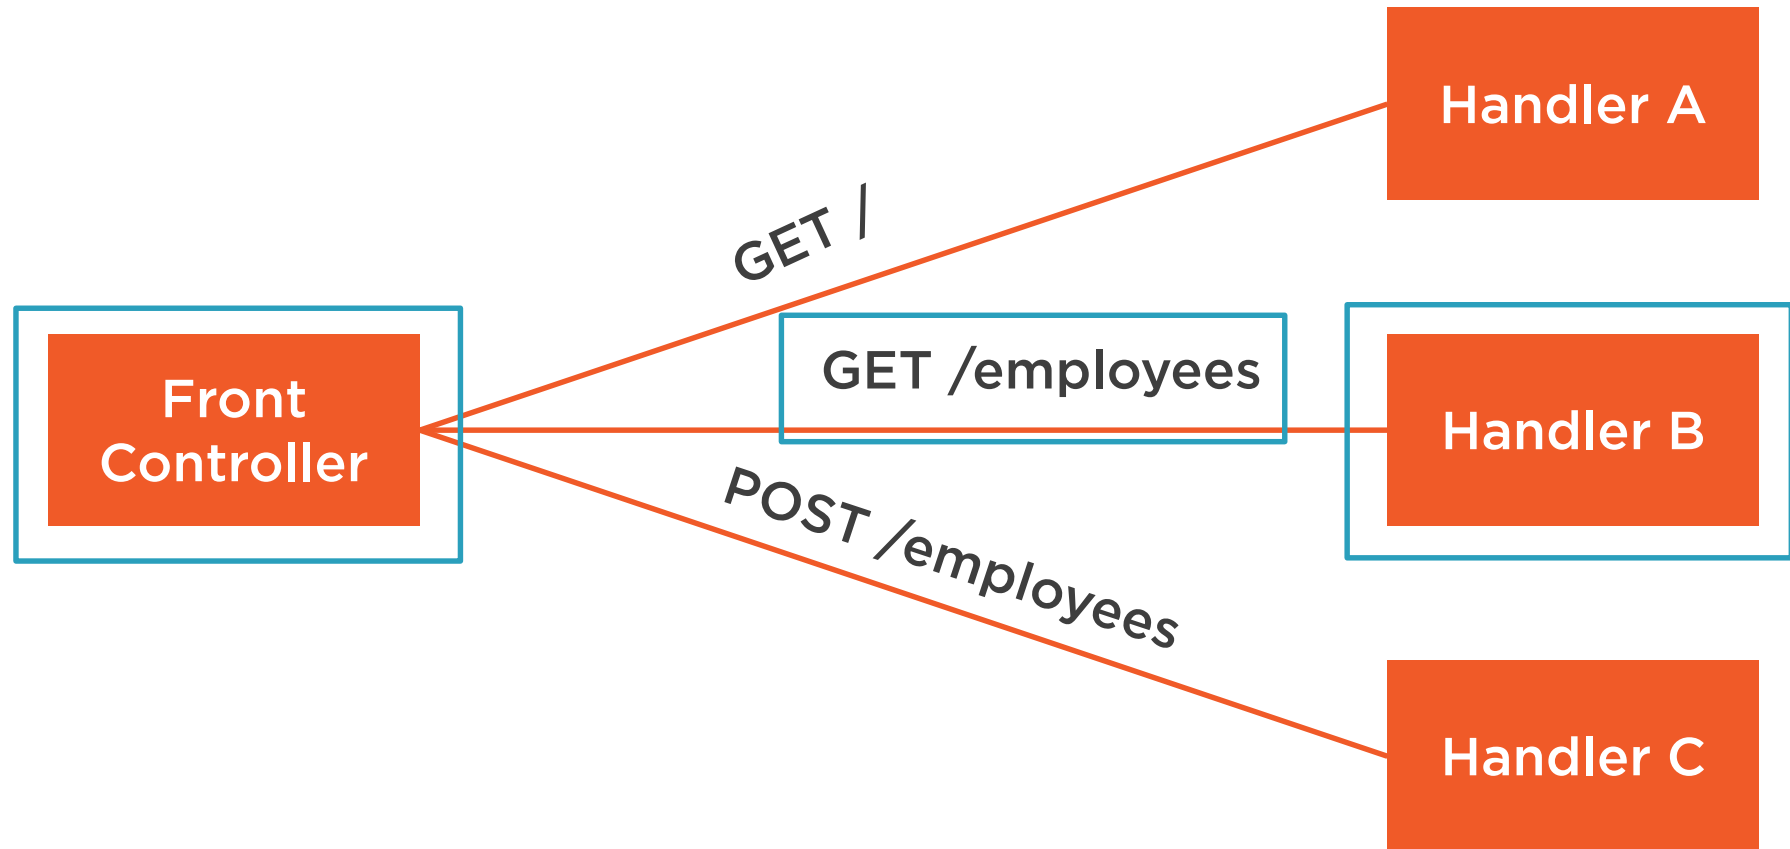 Handler A
GET /
Front
Controller
GET /employees
Handler B
POST /employees
Handler C